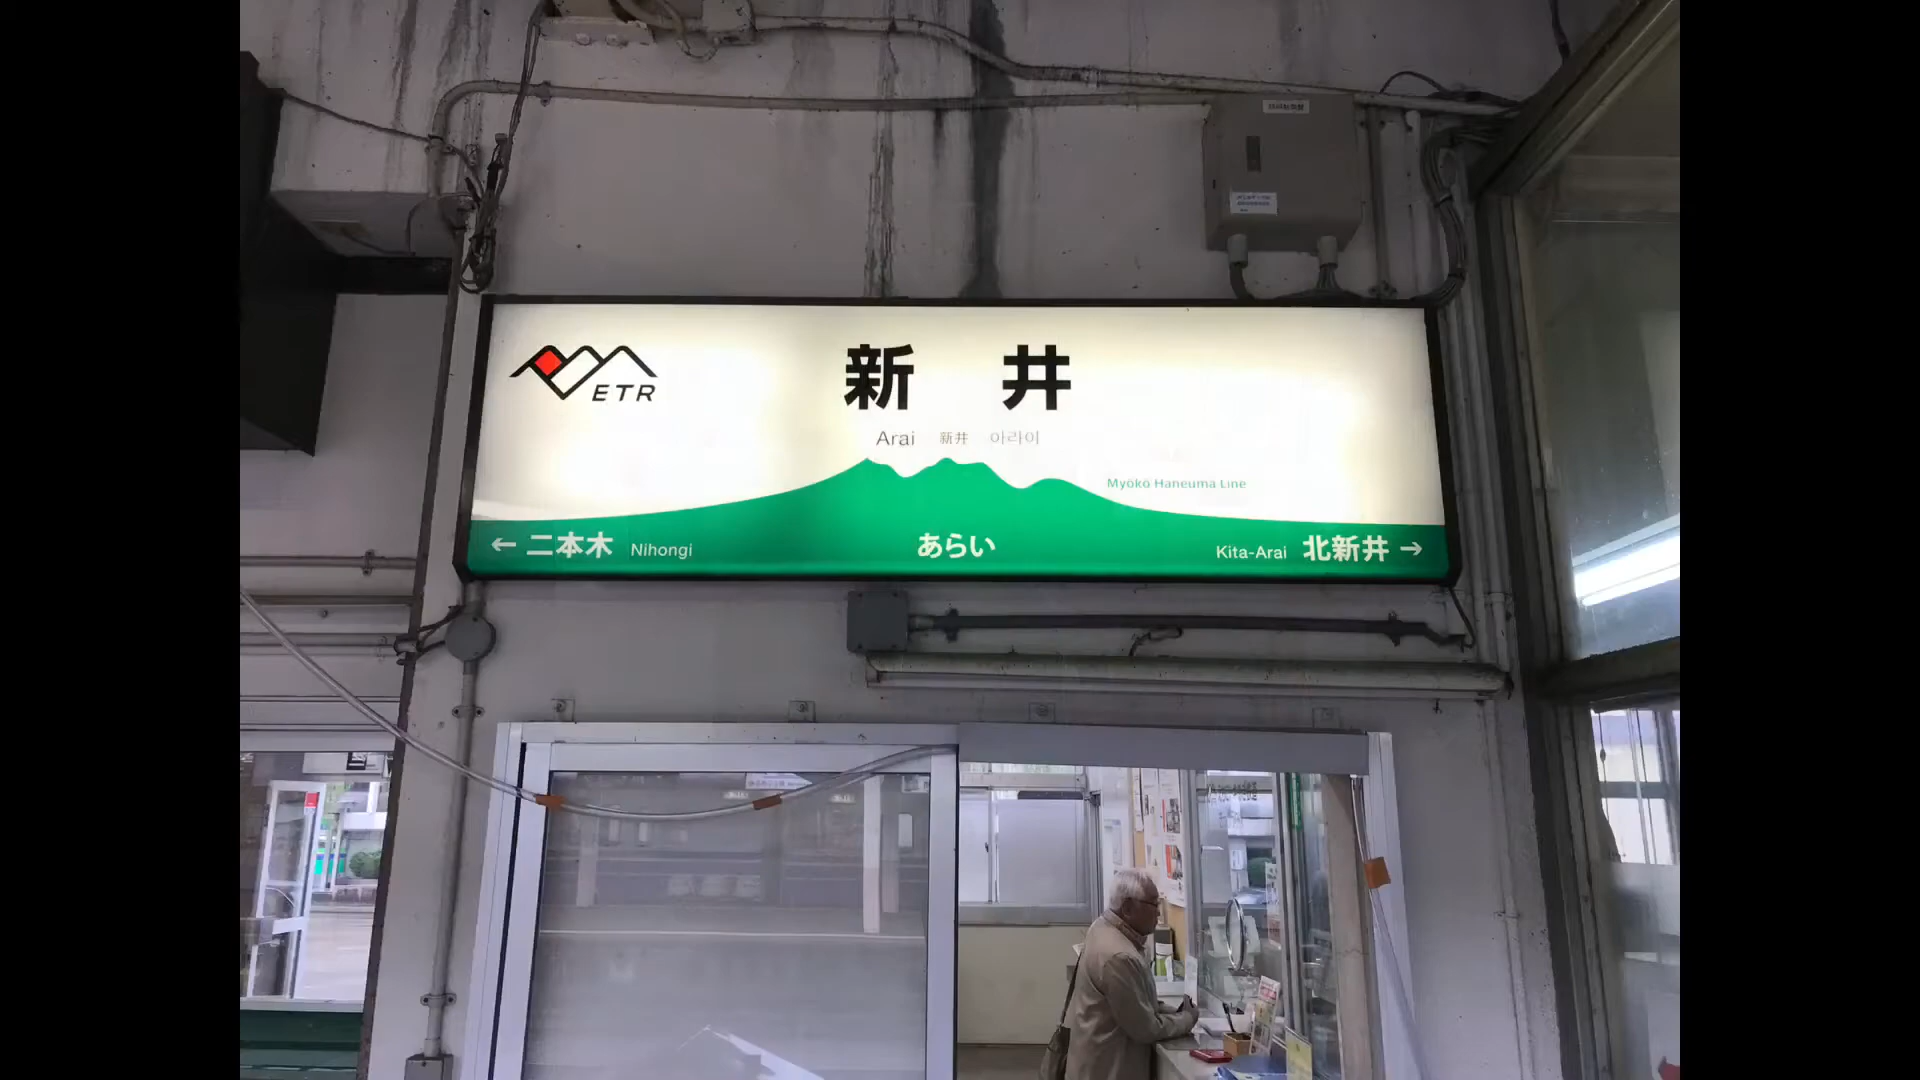 ETR
新井
Arai 新井 아라이
Myōkō Haneuma Line
← 二本木 Nihongi
あらい
Kita-Arai 北新井 →